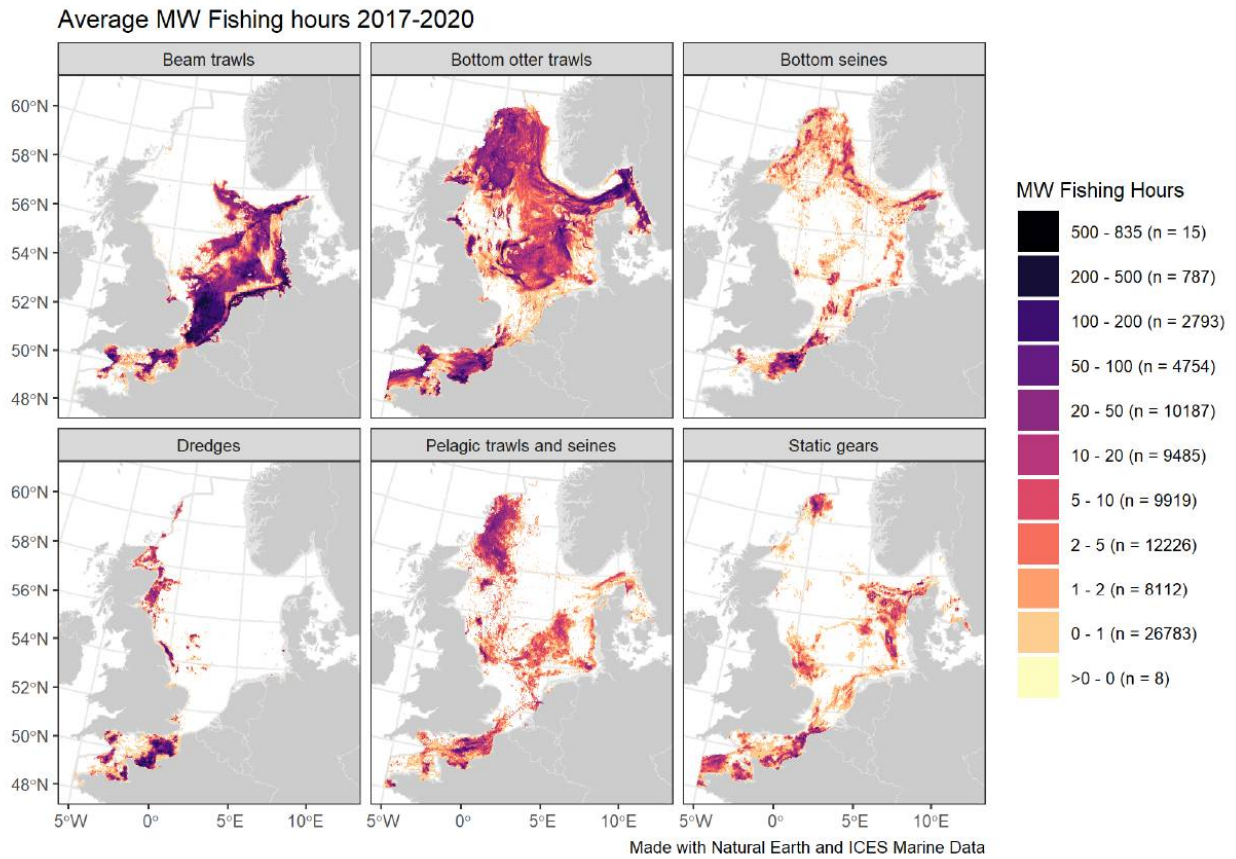 Average MW Fishing hours 2017-2020
Beam trawls
Bottom otter trawls
Bottom seines
60°N
58°N
56°N
54°N
52°N
50°N
48°N
Dredges
Pelagic trawls and seines
Static gears
60°N
58°N
56°N
54°N
52°N
50°N
48°N
5°W 0° 5°E 10°E
5°W 0° 5°E 10°E
5°W 0° 5°E 10°E
MW Fishing Hours
500 - 835 (n = 15)
200 - 500 (n = 787)
100 - 200 (n = 2793)
50 - 100 (n = 4754)
20 - 50 (n = 10187)
10 - 20 (n = 9485)
5 - 10 (n = 9919)
2 - 5 (n = 12226)
1 - 2 (n = 8112)
0 - 1 (n = 26783)
>0 - 0 (n = 8)
Made with Natural Earth and ICES Marine Data